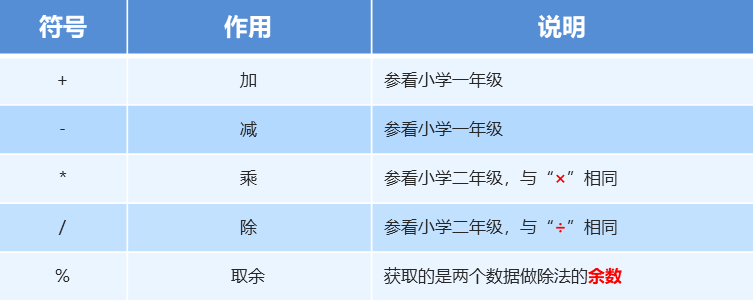 符号 作用 说明
+ 加 参看小学一年级
- 减 参看小学一年级
* 乘 参看小学二年级，与“×”相同
/ 除 参看小学二年级，与“÷”相同
% 取余 获取的是两个数据做除法的余数